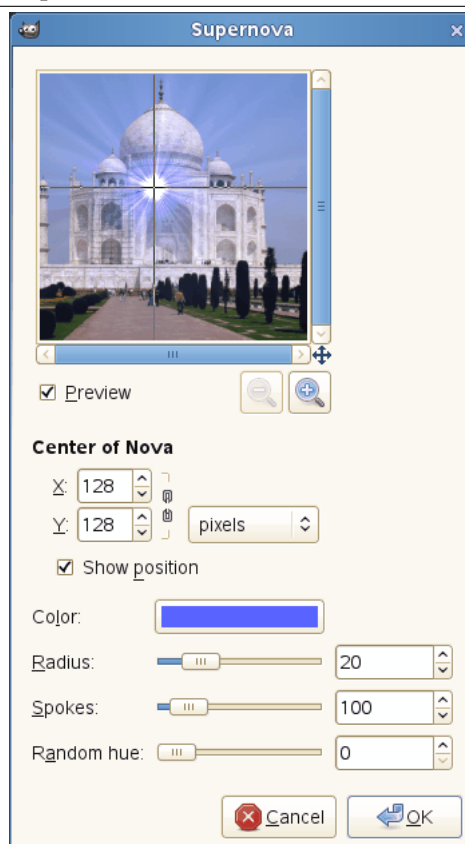 Supernova
Preview
Center of Nova
X: 128
Y: 128
pixels
Show position
Color:
Radius: 20
Spokes: 100
Random hue: 0
Cancel
OK